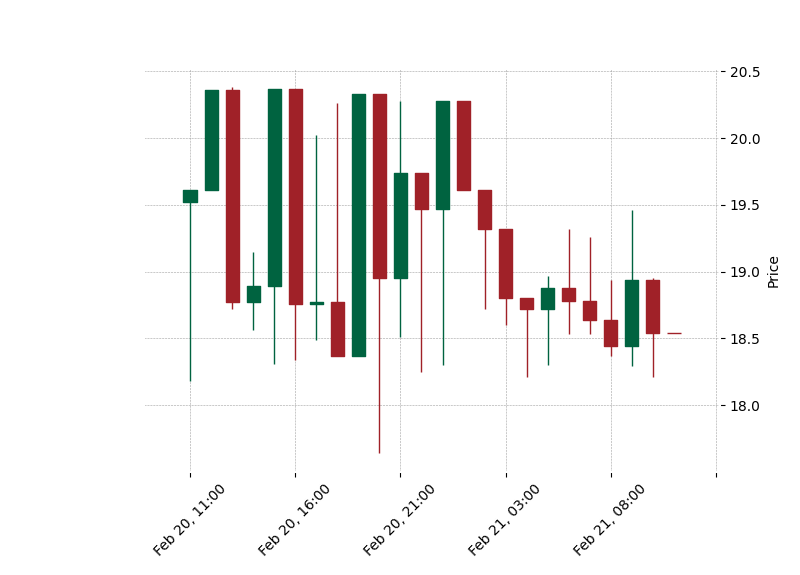 20.5
20.0
19.5
19.0
18.5
18.0
Price
Feb 20, 11:00
Feb 20, 16:00
Feb 20, 21:00
Feb 21, 03:00
Feb 21, 08:00